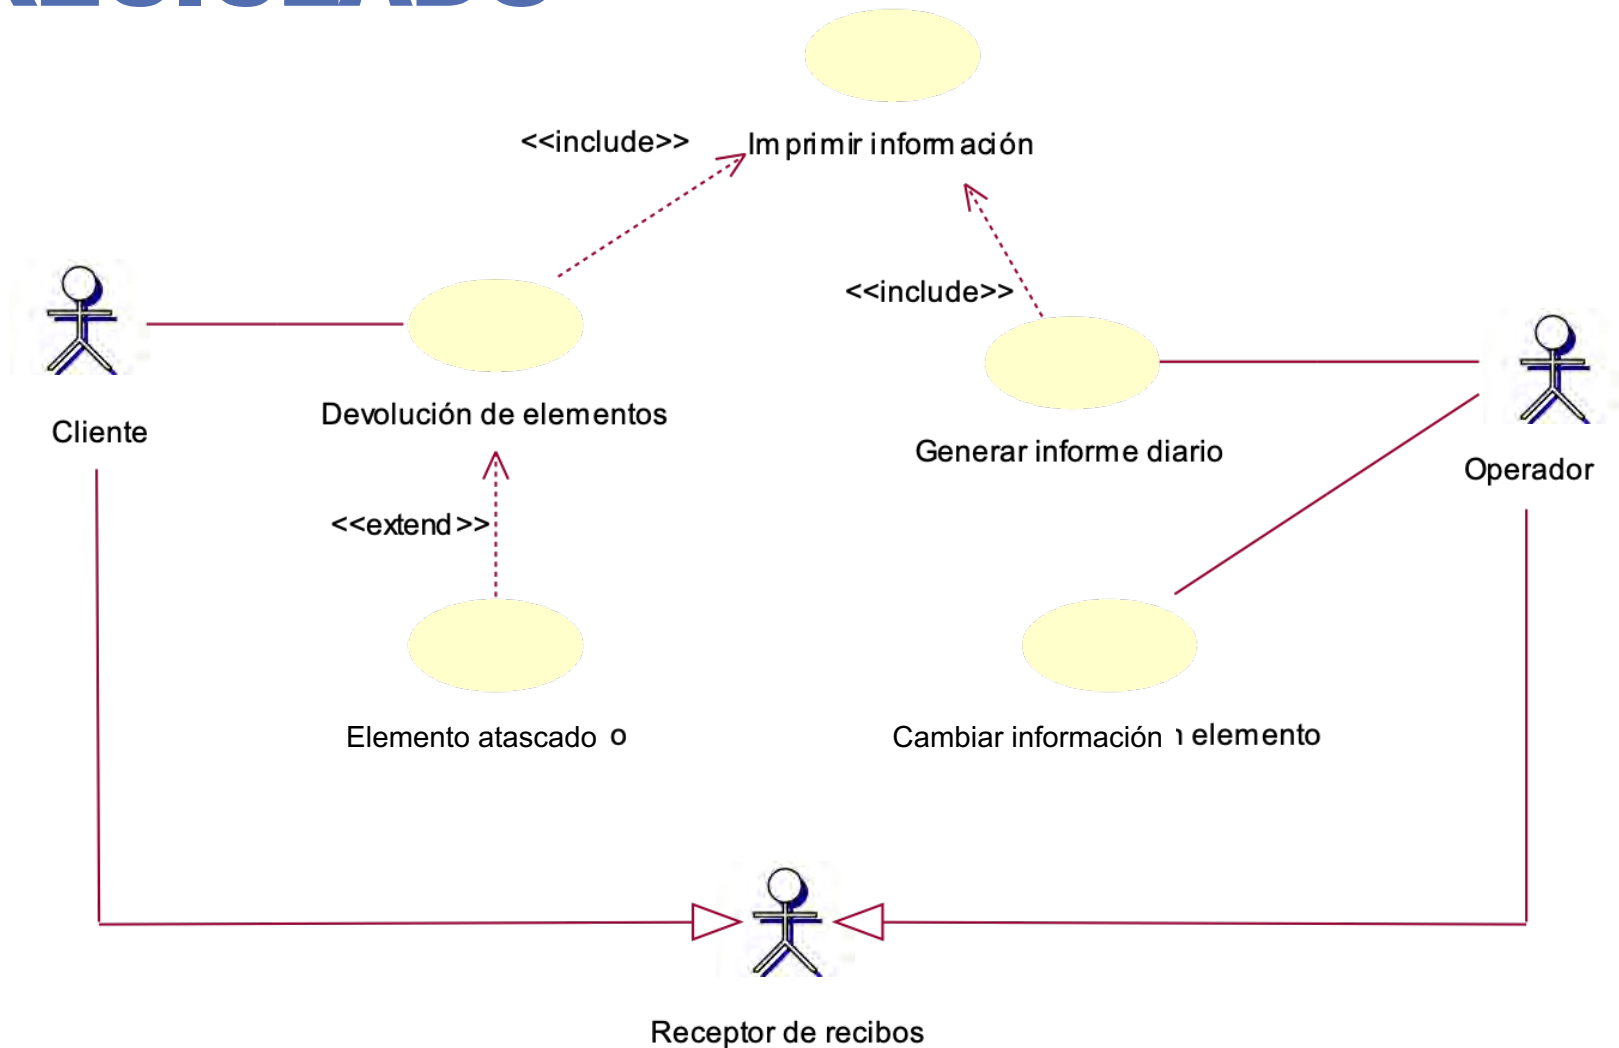 RECICLADO
<<include>>
Imprimir información
<<include>>
Devolución de elementos
Cliente
Generar informe diario
Operador
<<extend>>
Elemento atascado o
Cambiar información elemento
Receptor de recibos